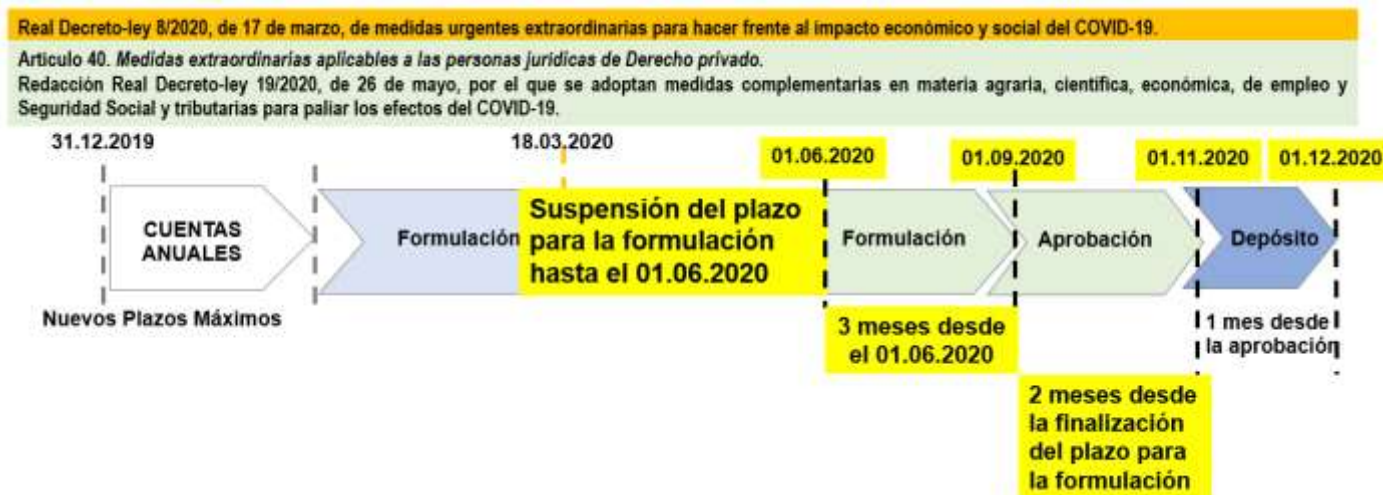 Real Decreto-ley 8/2020, de 17 de marzo, de medidas urgentes extraordinarias para hacer frente al impacto económico y social del COVID-19.
Articulo 40. Medidas extraordinarias aplicables a las personas jurídicas de Derecho privado.
Redacción Real Decreto-ley 19/2020, de 26 de mayo, por el que se adoptan medidas complementarias en materia agraria, científica, económica, de empleo y
Seguridad Social y tributarias para paliar los efectos del COVID-19.
31.12.2019
18.03.2020
01.06.2020
01.09.2020
01.11.2020
01.12.2020
CUENTAS
ANUALES
Formulación
Suspensión del plazo
para la formulación
hasta el 01.06.2020
Formulación
Aprobación
Depósito
Nuevos Plazos Máximos
3 meses desde
el 01.06.2020
1 mes desde
la aprobación
2 meses desde
la finalización
del plazo para
la formulación